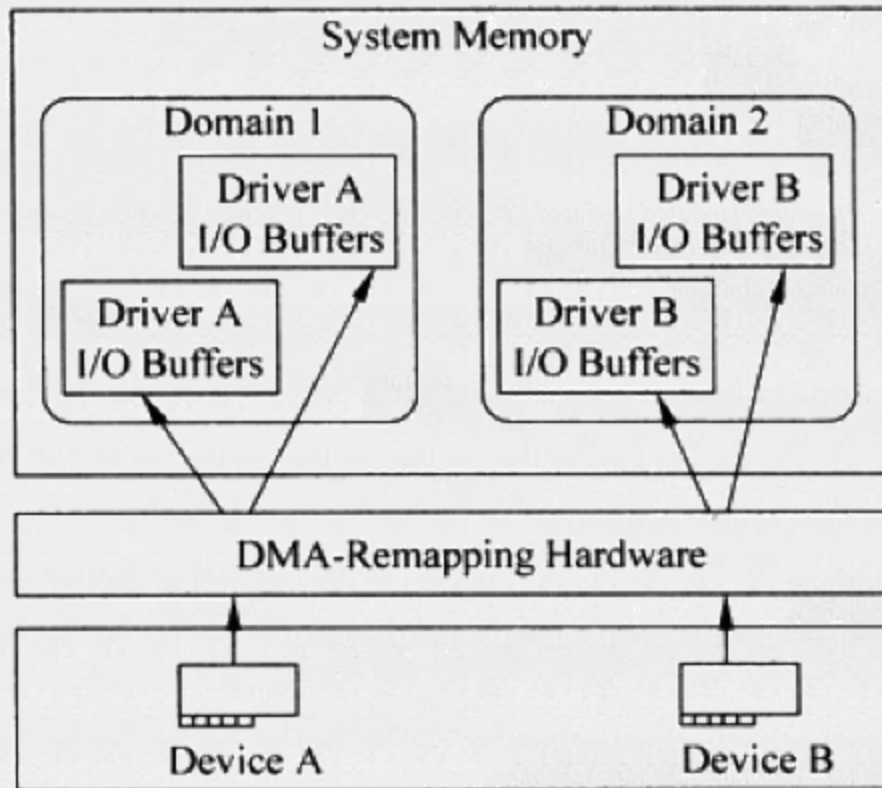 System Memory
Domain 1
Driver A
I/O Buffers
Driver A
I/O Buffers
Domain 2
Driver B
I/O Buffers
Driver B
I/O Buffers
DMA-Remapping Hardware
Device A
Device B